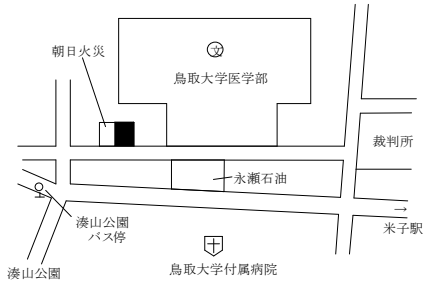 朝日火災
文
鳥取大学医学部
裁判所
永瀬石油
→
米子駅
湊山公園
バス停
湊山公園
鳥取大学付属病院